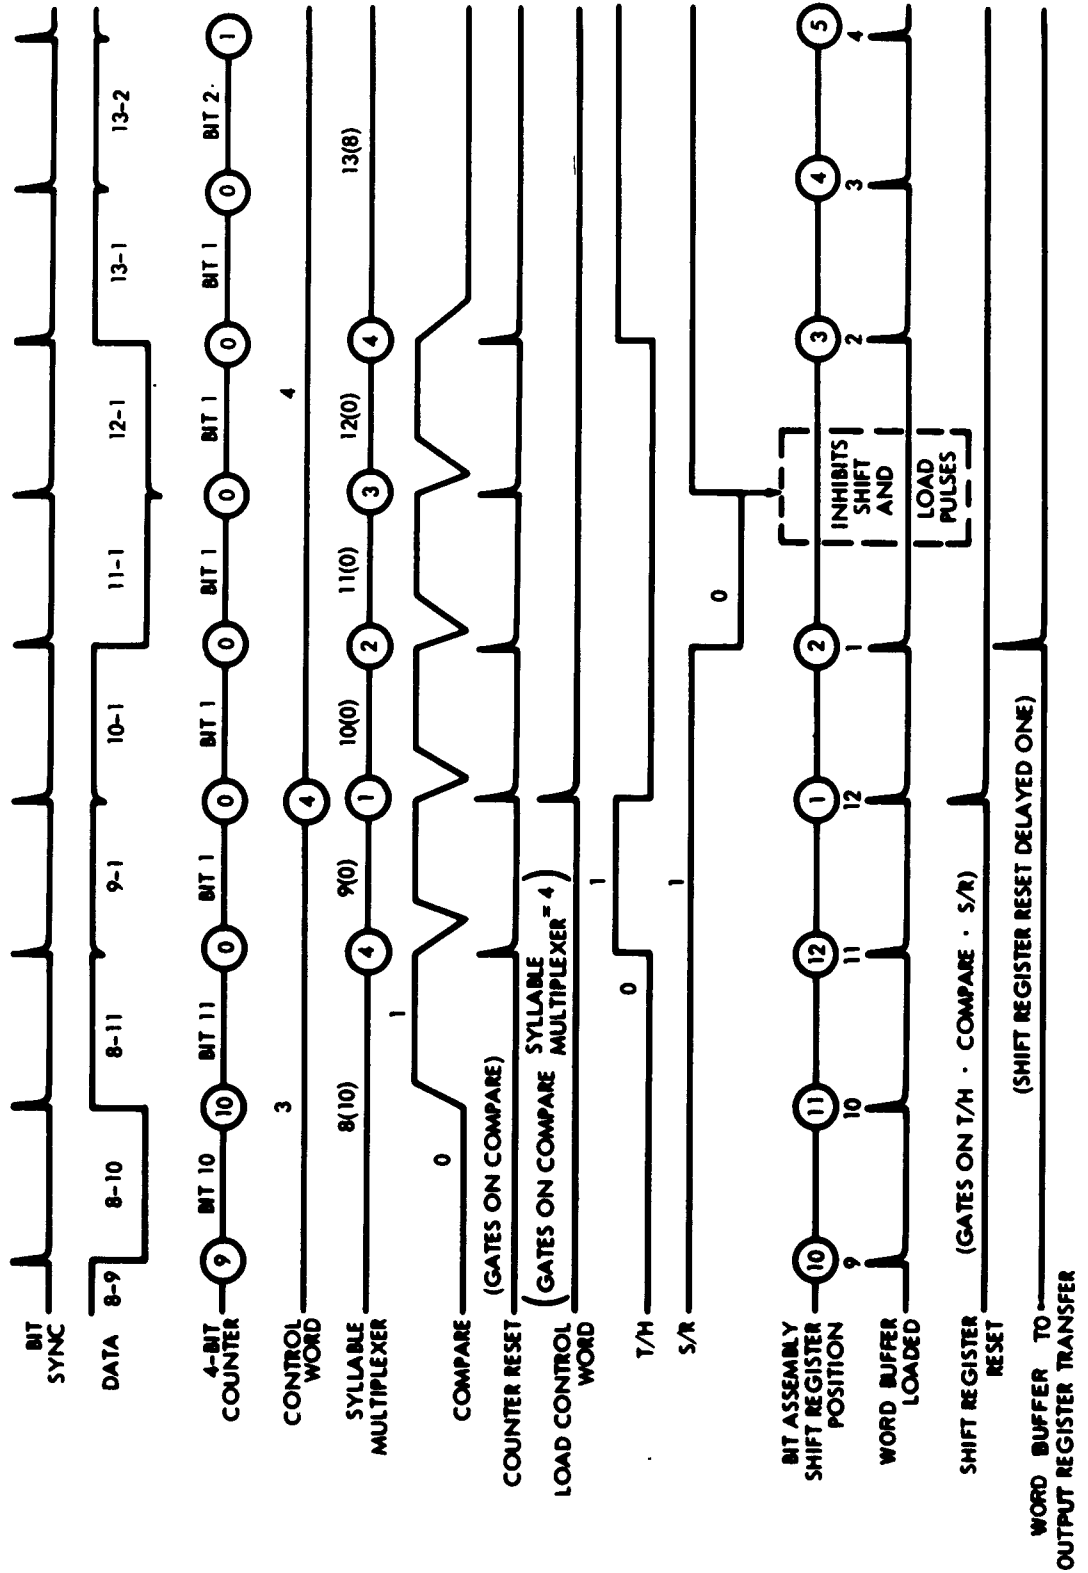 BIT
SYNC
DATA
8-9
8-10
8-11
9-1
10-1
11-1
12-1
13-1
13-2
4-BIT
COUNTER
9
BIT 10
10
BIT 11
0
BIT 1
0
BIT 1
0
BIT 1
0
BIT 1
0
BIT 1
0
BIT 2
1
CONTROL
WORD
3
4
4
SYLLABLE
MULTIPLEXER
8(10)
4
9(0)
1
10(0)
2
11(0)
3
12(0)
4
13(8)
COMPARE
0
1
COUNTER RESET
(GATES ON COMPARE)
LOAD CONTROL
WORD
(GATES ON COMPARE SYLLABLE
MULTIPLEXER = 4)
T/H
0
1
S/R
1
0
BIT ASSEMBLY
SHIFT REGISTER
POSITION
10
11
12
1
2
3
4
5
INHIBITS
SHIFT
AND
LOAD
PULSES
WORD BUFFER
LOADED
9
10
11
12
1
2
3
4
SHIFT REGISTER
RESET
(GATES ON T/H · COMPARE · S/R)
WORD BUFFER TO
OUTPUT REGISTER TRANSFER
(SHIFT REGISTER RESET DELAYED ONE)